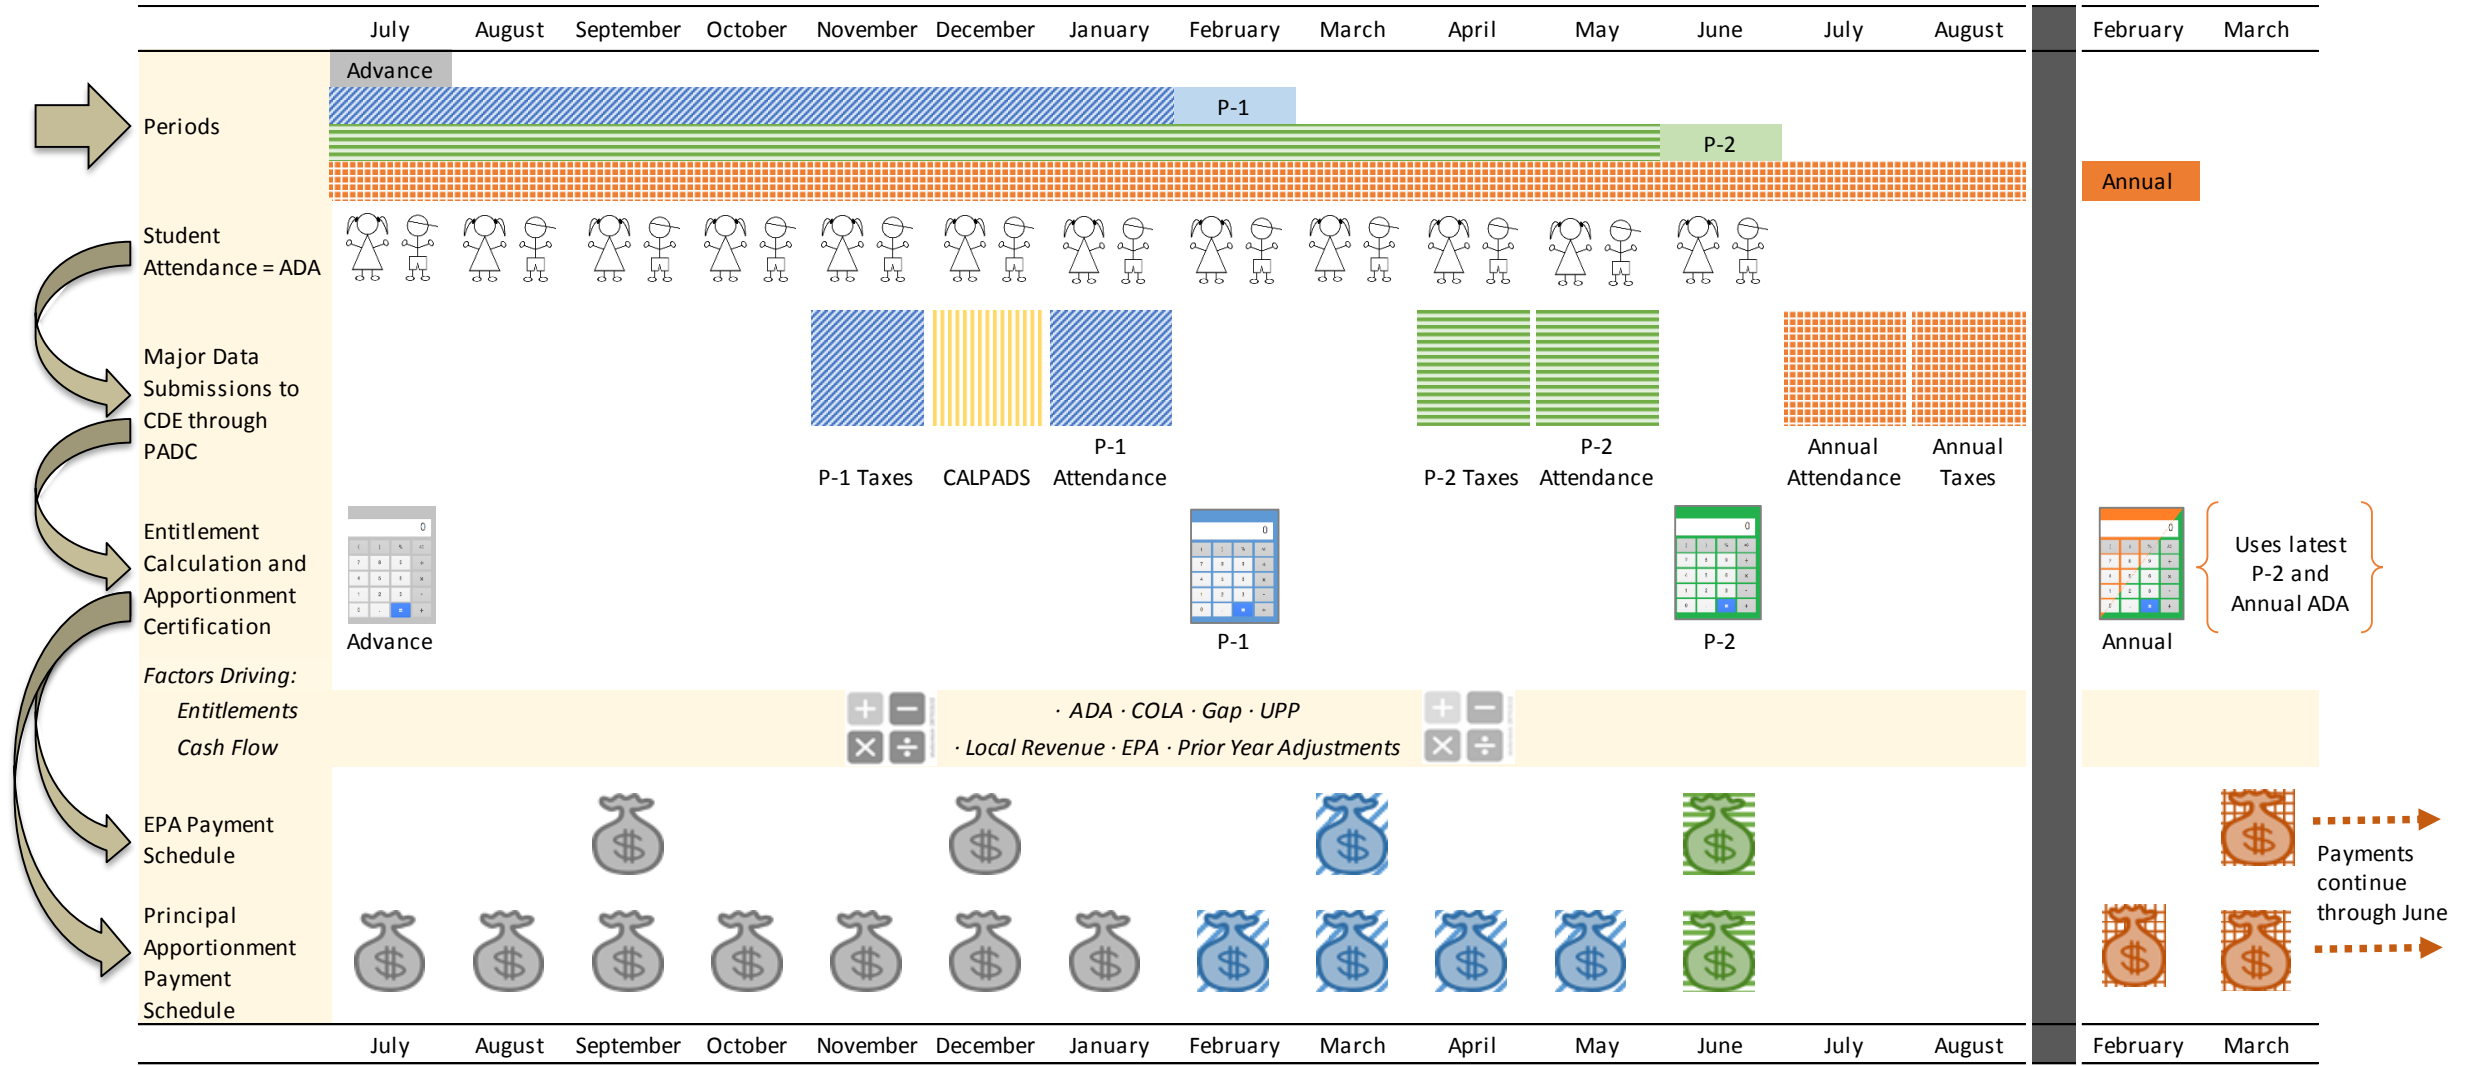 July August September October November December January February March April May June July August February March
Advance
P-1
Periods
P-2
Annual
Student
Attendance = ADA
Major Data
Submissions to
CDE through
PADC
P-1 Taxes
CALPADS
P-1
Attendance
P-2 Taxes
P-2
Attendance
Annual
Attendance
Annual
Taxes
Entitlement
Calculation and
Apportionment
Certification
Advance
P-1
P-2
Annual
Uses latest
P-2 and
Annual ADA
Factors Driving:
Entitlements
· ADA · COLA · Gap · UPP
Cash Flow
· Local Revenue · EPA · Prior Year Adjustments
EPA Payment
Schedule
Payments
continue
through June
Principal
Apportionment
Payment
Schedule
July August September October November December January February March April May June July August February March